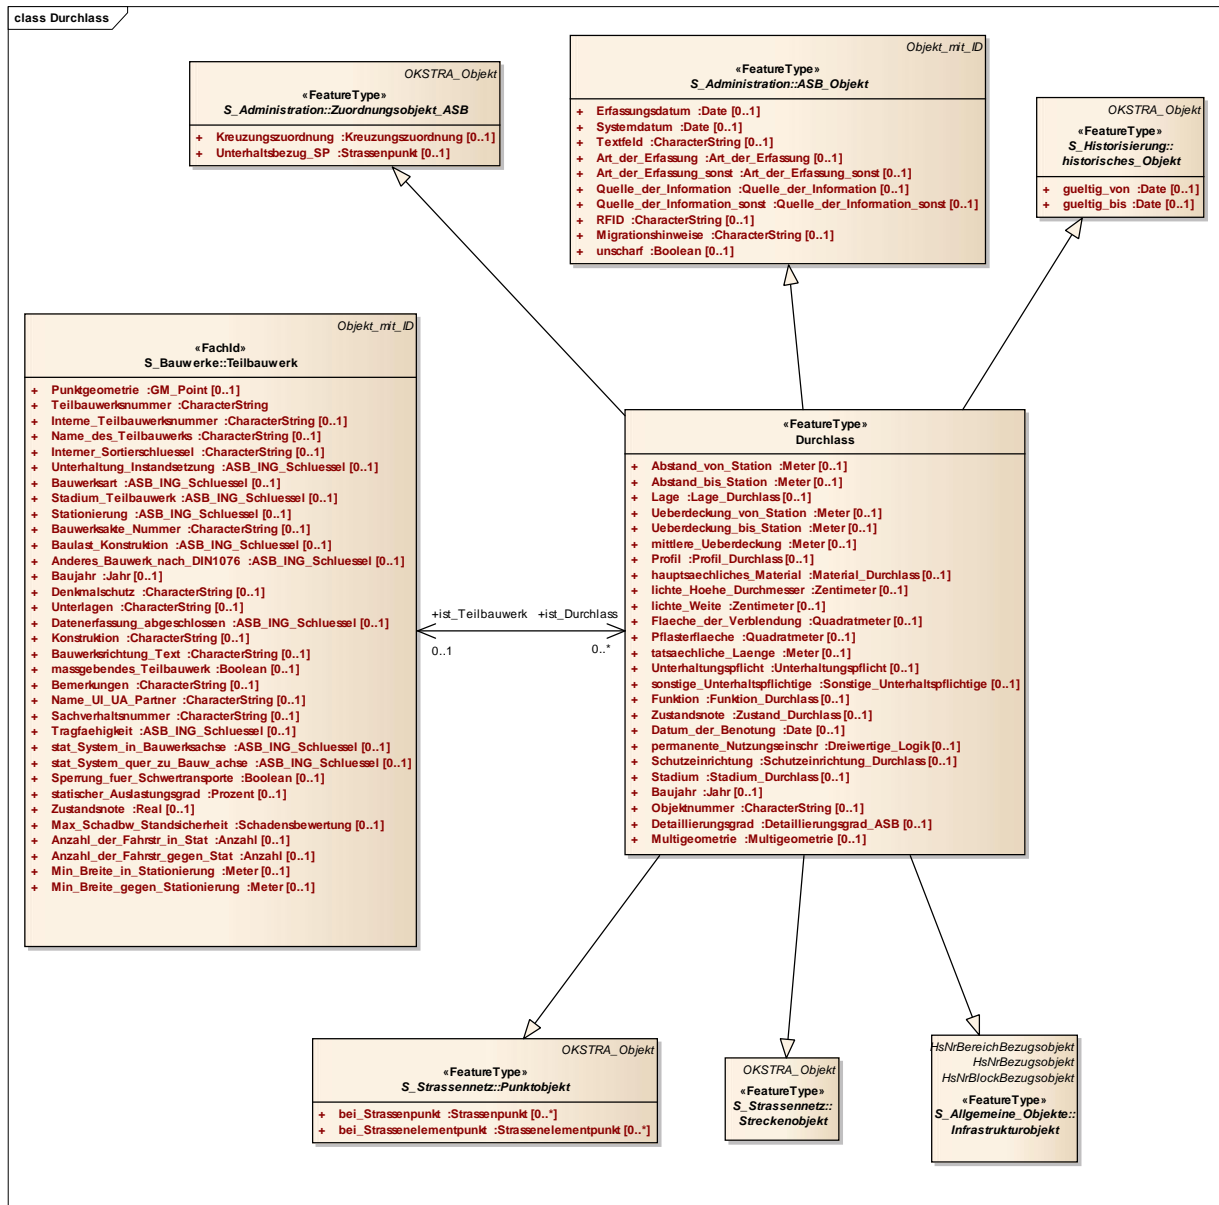 class Durchlass
OKSTRA_Objekt
«FeatureType»
S_Administration::Zuordnungsobjekt_ASB
+ Kreuzungszuordnung :Kreuzungszuordnung [0..1]
+ Unterhaltsbezug_SP :Strassenpunkt [0..1]
Objekt_mit_ID
«FeatureType»
S_Administration::ASB_Objekt
+ Erfassungsdatum :Date [0..1]
+ Systemdatum :Date [0..1]
+ Textfeld :CharacterString [0..1]
+ Art_der_Erfassung :Art_der_Erfassung [0..1]
+ Art_der_Erfassung_sonst :Art_der_Erfassung_sonst [0..1]
+ Quelle_der_Information :Quelle_der_Information [0..1]
+ Quelle_der_Information_sonst :Quelle_der_Information_sonst [0..1]
+ RFID :CharacterString [0..1]
+ Migrationshinweise :CharacterString [0..1]
+ unscharf :Boolean [0..1]
OKSTRA_Objekt
«FeatureType»
S_Historisierung::
historisches_Objekt
+ gueltig_von :Date [0..1]
+ gueltig_bis :Date [0..1]
Objekt_mit_ID
«FachId»
S_Bauwerke::Teilbauwerk
+ Punktgeometrie :GM_Point [0..1]
+ Teilbauwerksnummer :CharacterString
+ Interne_Teilbauwerksnummer :CharacterString [0..1]
+ Name_des_Teilbauwerks :CharacterString [0..1]
+ Interner_Sortierschluessel :CharacterString [0..1]
+ Unterhaltung_Instandsetzung :ASB_ING_Schluessel [0..1]
+ Bauwerksart :ASB_ING_Schluessel [0..1]
+ Stadium_Teilbauwerk :ASB_ING_Schluessel [0..1]
+ Stationierung :ASB_ING_Schluessel [0..1]
+ Bauwerksakte_Nummer :CharacterString [0..1]
+ Baulast_Konstruktion :ASB_ING_Schluessel [0..1]
+ Anderes_Bauwerk_nach_DIN1076 :ASB_ING_Schluessel [0..1]
+ Baujahr :Jahr [0..1]
+ Denkmalschutz :CharacterString [0..1]
+ Unterlagen :CharacterString [0..1]
+ Datenerfassung_abgeschlossen :ASB_ING_Schluessel [0..1]
+ Konstruktion :CharacterString [0..1]
+ Bauwerksrichtung_Text :CharacterString [0..1]
+ massgebendes_Teilbauwerk :Boolean [0..1]
+ Bemerkungen :CharacterString [0..1]
+ Name_UI_UA_Partner :CharacterString [0..1]
+ Sachverhaltsnummer :CharacterString [0..1]
+ Tragfaehigkeit :ASB_ING_Schluessel [0..1]
+ stat_System_in_Bauwerksachse :ASB_ING_Schluessel [0..1]
+ stat_System_quer_zu_Bauw_achse :ASB_ING_Schluessel [0..1]
+ Sperrung_fuer_Schwertransporte :Boolean [0..1]
+ statischer_Auslastungsgrad :Prozent [0..1]
+ Zustandsnote :Real [0..1]
+ Max_Schadbw_Standsicherheit :Schadensbewertung [0..1]
+ Anzahl_der_Fahrstr_in_Stat :Anzahl [0..1]
+ Anzahl_der_Fahrstr_gegen_Stat :Anzahl [0..1]
+ Min_Breite_in_Stationierung :Meter [0..1]
+ Min_Breite_gegen_Stationierung :Meter [0..1]
+ist_Teilbauwerk +ist_Durchlass
0..1 0..*
«FeatureType»
Durchlass
+ Abstand_von_Station :Meter [0..1]
+ Abstand_bis_Station :Meter [0..1]
+ Lage :Lage_Durchlass [0..1]
+ Ueberdeckung_von_Station :Meter [0..1]
+ Ueberdeckung_bis_Station :Meter [0..1]
+ mittlere_Ueberdeckung :Meter [0..1]
+ Profil :Profil_Durchlass [0..1]
+ hauptsaechliches_Material :Material_Durchlass [0..1]
+ lichte_Hoehe_Durchmesser :Zentimeter [0..1]
+ lichte_Weite :Zentimeter [0..1]
+ Flaeche_der_Verblendung :Quadratmeter [0..1]
+ Pflasterflaeche :Quadratmeter [0..1]
+ tatsaechliche_Laenge :Meter [0..1]
+ Unterhaltungspflicht :Unterhaltungspflicht [0..1]
+ sonstige_Unterhaltspflichtige :Sonstige_Unterhaltspflichtige [0..1]
+ Funktion :Funktion_Durchlass [0..1]
+ Zustandsnote :Zustand_Durchlass [0..1]
+ Datum_der_Benotung :Date [0..1]
+ permanente_Nutzungseinschr :Dreiwertige_Logik [0..1]
+ Schutzeinrichtung :Schutzeinrichtung_Durchlass [0..1]
+ Stadium :Stadium_Durchlass [0..1]
+ Baujahr :Jahr [0..1]
+ Objektnummer :CharacterString [0..1]
+ Detaillierungsgrad :Detaillierungsgrad_ASB [0..1]
+ Multigeometrie :Multigeometrie [0..1]
OKSTRA_Objekt
«FeatureType»
S_Strassennetz::Punktobjekt
+ bei_Strassenpunkt :Strassenpunkt [0..*]
+ bei_Strassenelementpunkt :Strassenelementpunkt [0..*]
OKSTRA_Objekt
«FeatureType»
S_Strassennetz::
Streckenobjekt
HsNrBereichBezugsobjekt
HsNrBezugsobjekt
HsNrBlockBezugsobjekt
«FeatureType»
S_Allgemeine_Objekte::
Infrastrukturobjekt